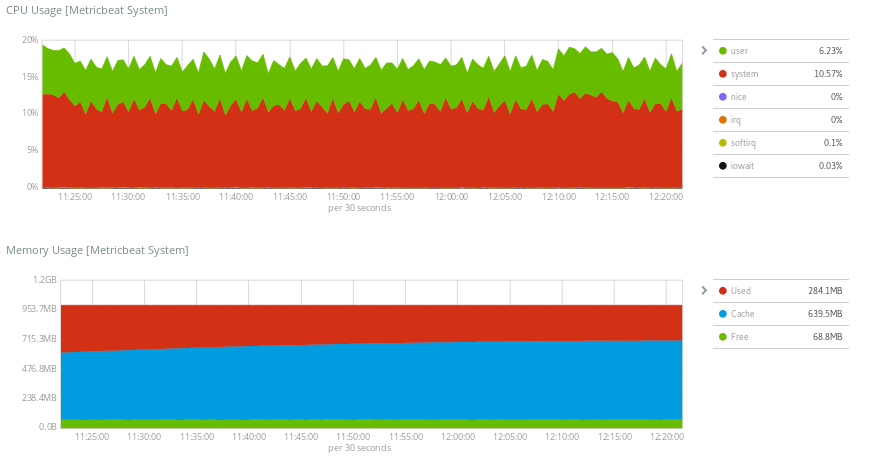 CPU Usage [Metricbeat System]
20%
15%
10%
5%
0%
11:25:00 11:30:00 11:35:00 11:40:00 11:45:00 11:50:00 11:55:00 12:00:00 12:05:00 12:10:00 12:15:00 12:20:00
per 30 seconds
user 6.23%
system 10.57%
nice 0%
irq 0%
softirq 0.1%
iowait 0.03%
Memory Usage [Metricbeat System]
1.2GB
953.7MB
715.3MB
476.8MB
238.4MB
0.0B
11:25:00 11:30:00 11:35:00 11:40:00 11:45:00 11:50:00 11:55:00 12:00:00 12:05:00 12:10:00 12:15:00 12:20:00
per 30 seconds
Used 284.1MB
Cache 639.5MB
Free 68.8MB